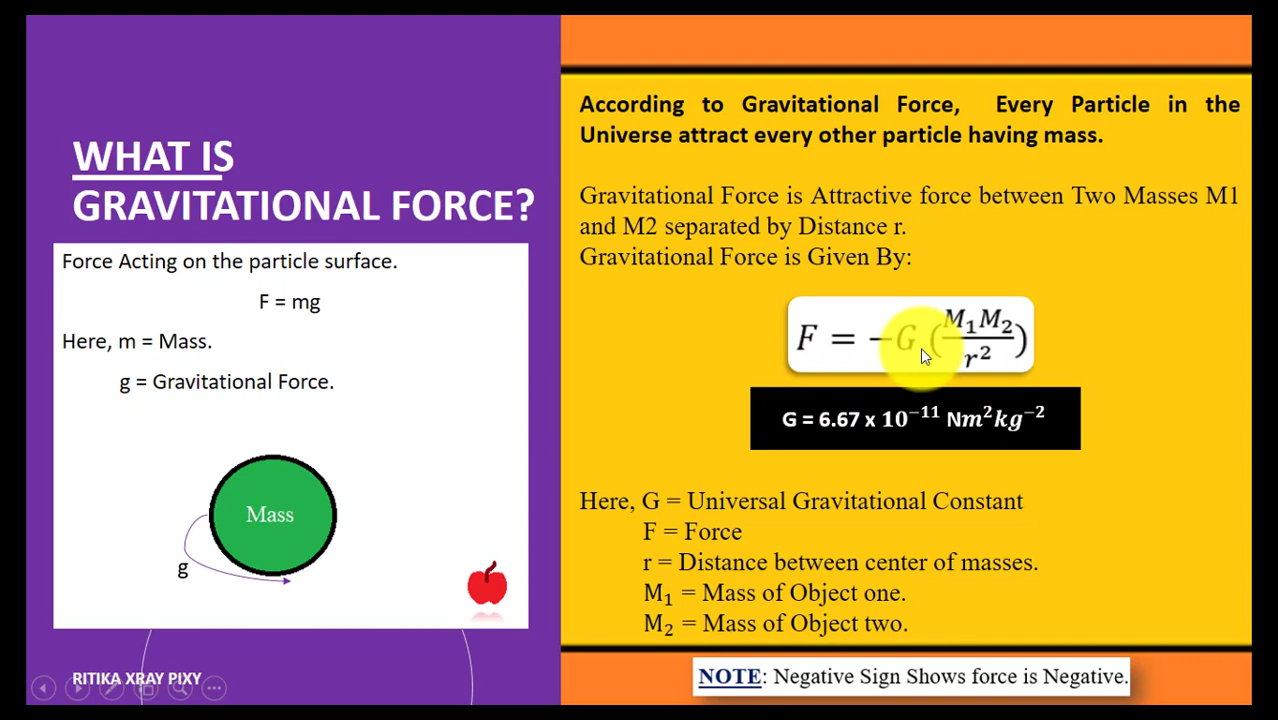 WHAT IS
GRAVITATIONAL FORCE?
Force Acting on the particle surface.
F = mg
Here, m = Mass.
g = Gravitational Force.
Mass
g
RITIKA XRAY PIXY
According to Gravitational Force, Every Particle in the
Universe attract every other particle having mass.
Gravitational Force is Attractive force between Two Masses M1
and M2 separated by Distance r.
Gravitational Force is Given By:
F = −G (M₁M₂/r²)
G = 6.67 x 10⁻¹¹ Nm²kg⁻²
Here, G = Universal Gravitational Constant
F = Force
r = Distance between center of masses.
M₁ = Mass of Object one.
M₂ = Mass of Object two.
NOTE: Negative Sign Shows force is Negative.